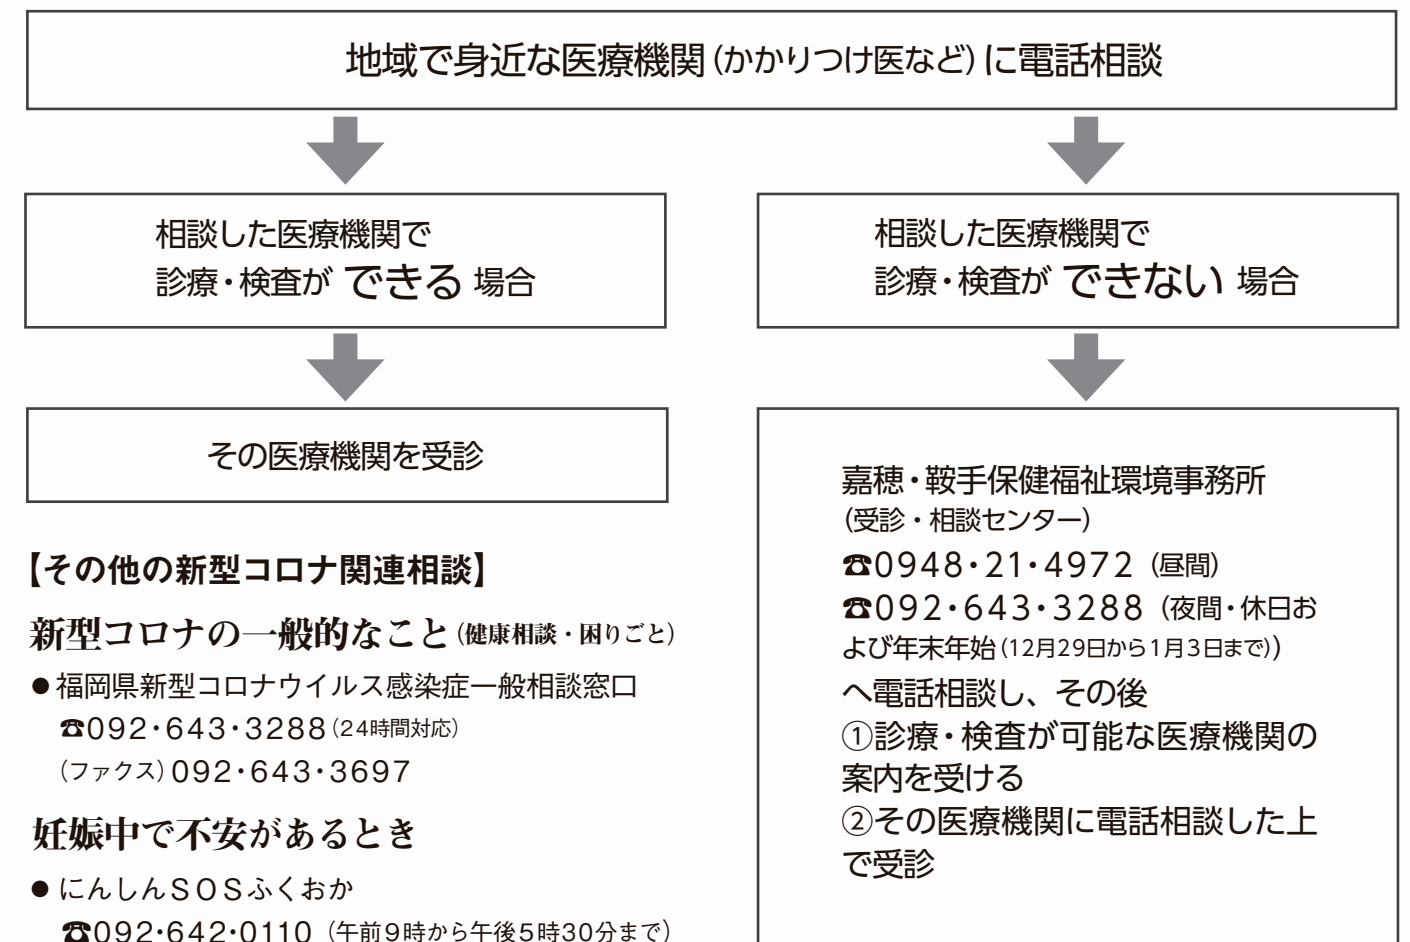 地域で身近な医療機関(かかりつけ医など)に電話相談
相談した医療機関で
診療・検査が できる 場合
その医療機関を受診
相談した医療機関で
診療・検査が できない 場合
嘉穂・鞍手保健福祉環境事務所
(受診・相談センター)
☎0948・21・4972 (昼間)
☎092・643・3288 (夜間・休日お
よび年末年始(12月29日から1月3日まで))
へ電話相談し、その後
①診療・検査が可能な医療機関の
案内を受ける
②その医療機関に電話相談した上
で受診
【その他の新型コロナ関連相談】
新型コロナの一般的なこと(健康相談・困りごと)
●福岡県新型コロナウイルス感染症一般相談窓口
☎092・643・3288(24時間対応)
(ファクス)092・643・3697
妊娠中で不安があるとき
●にんしんSOSふくおか
☎092・642・0110 (午前9時から午後5時30分まで)